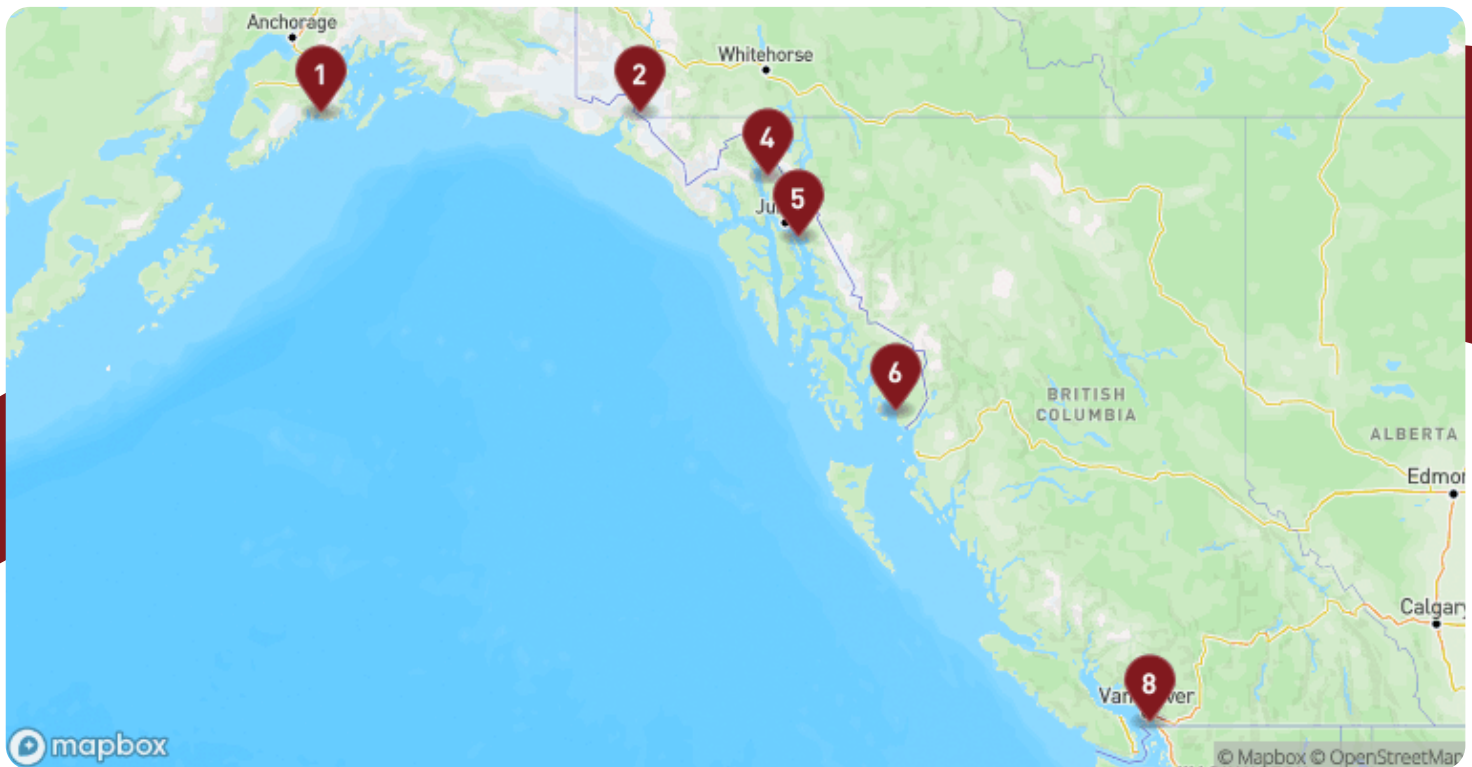 Anchorage
1
2
Whitehorse
4
5
Ju
6
BRITISH
COLUMBIA
ALBERTA
Edmo
Calgar
8
Van ver
mapbox
© Mapbox © OpenStreetMap